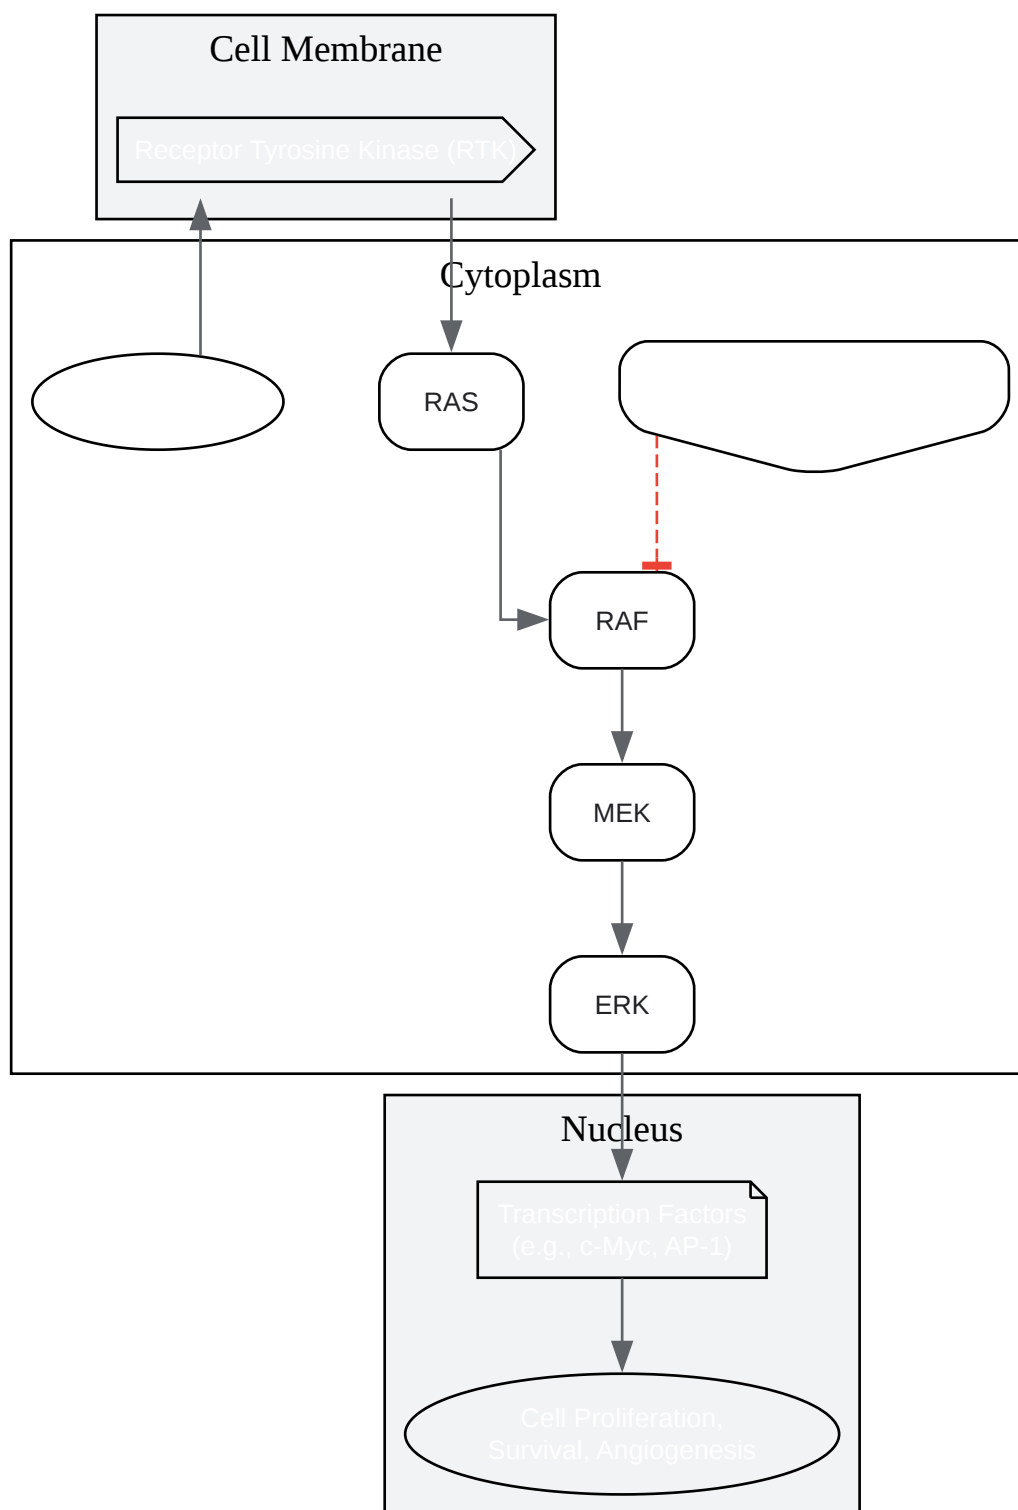 Cell Membrane
Receptor Tyrosine Kinase (RTK)
Cytoplasm
RAS
RAF
MEK
ERK
Nucleus
Transcription Factors
(e.g., c-Myc, AP-1)
Cell Proliferation,
Survival, Angiogenesis